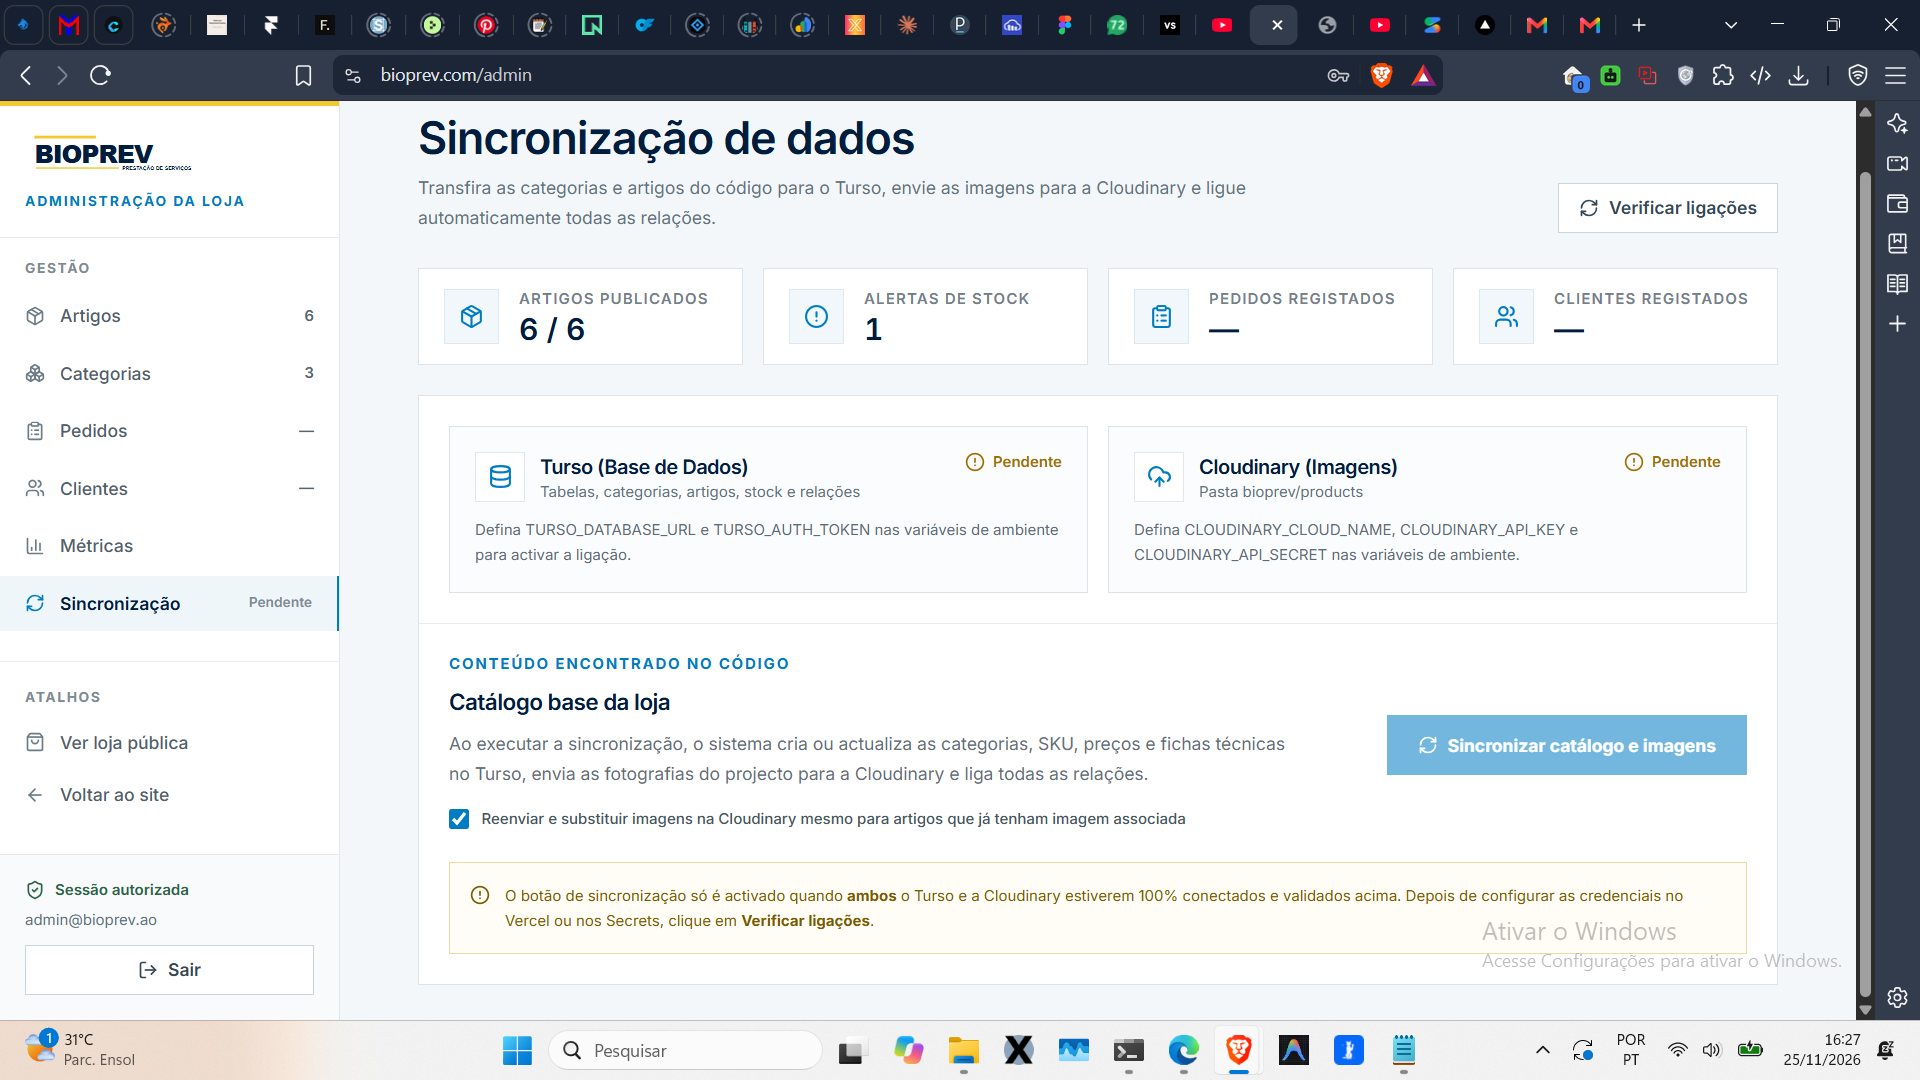 bioprev.com/admin
0
BIOPREV
PRESTAÇÃO DE SERVIÇOS
ADMINISTRAÇÃO DA LOJA
GESTÃO
Artigos 6
Categorias 3
Pedidos —
Clientes —
Métricas
Sincronização Pendente
ATALHOS
Ver loja pública
Voltar ao site
Sessão autorizada
admin@bioprev.ao
Sair
Sincronização de dados
Transfira as categorias e artigos do código para o Turso, envie as imagens para a Cloudinary e ligue
automaticamente todas as relações.
Verificar ligações
ARTIGOS PUBLICADOS
6 / 6
ALERTAS DE STOCK
1
PEDIDOS REGISTADOS
—
CLIENTES REGISTADOS
—
Turso (Base de Dados)
Pendente
Tabelas, categorias, artigos, stock e relações
Defina TURSO_DATABASE_URL e TURSO_AUTH_TOKEN nas variáveis de ambiente
para activar a ligação.
Cloudinary (Imagens)
Pendente
Pasta bioprev/products
Defina CLOUDINARY_CLOUD_NAME, CLOUDINARY_API_KEY e
CLOUDINARY_API_SECRET nas variáveis de ambiente.
CONTEÚDO ENCONTRADO NO CÓDIGO
Catálogo base da loja
Ao executar a sincronização, o sistema cria ou actualiza as categorias, SKU, preços e fichas técnicas
no Turso, envia as fotografias do projecto para a Cloudinary e liga todas as relações.
Sincronizar catálogo e imagens
Reenviar e substituir imagens na Cloudinary mesmo para artigos que já tenham imagem associada
O botão de sincronização só é activado quando ambos o Turso e a Cloudinary estiverem 100% conectados e validados acima. Depois de configurar as credenciais no
Vercel ou nos Secrets, clique em Verificar ligações.
Ativar o Windows
Acesse Configurações para ativar o Windows.
1
31°C
Parc. Ensol
Pesquisar
POR
PT
16:27
25/11/2026